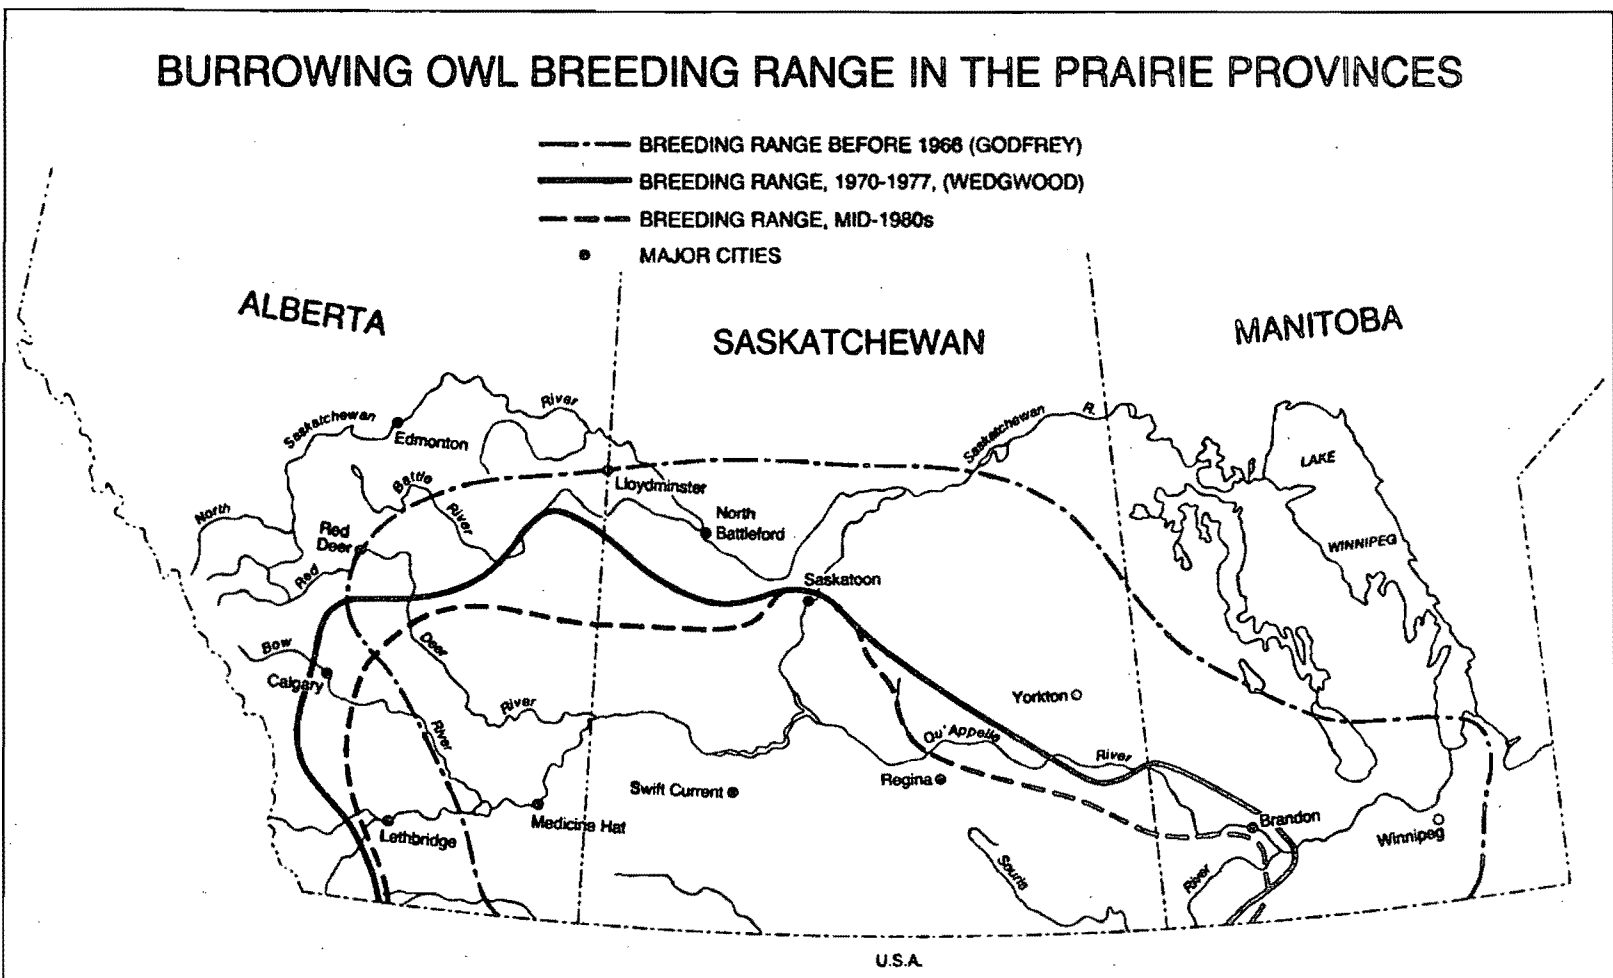 BURROWING OWL BREEDING RANGE IN THE PRAIRIE PROVINCES
BREEDING RANGE BEFORE 1966 (GODFREY)
BREEDING RANGE, 1970-1977, (WEDGWOOD)
BREEDING RANGE, MID-1980s
MAJOR CITIES
ALBERTA
SASKATCHEWAN
MANITOBA
North
Saskatchewan
River
Edmonton
Saskatchewan
R.
LAKE
WINNIPEG
Battle
River
Lloydminster
North
Battleford
Red
Deer
Red
Deer
River
Saskatoon
Bow
River
Calgary
Yorkton
Qu'Appelle
River
Regina
Swift Current
Medicine Hat
Lethbridge
Brandon
Winnipeg
Souris
River
U.S.A.